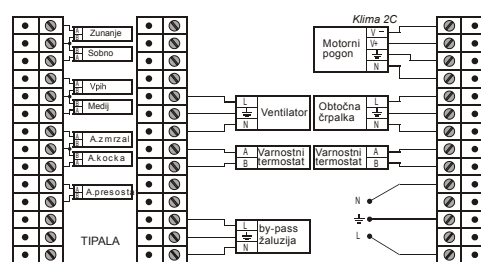 Klima 2C
A
B
Zunanje
A
B
Sobno
A
B
Vpih
A
B
Medij
A
B
A.zmrzal
A
B
A.kocka
A
B
A.presosta
TIPALA
L
N
Ventilator
A
B
Varnostni
termostat
L
N
by-pass
žaluzija
Motorni
pogon
V -
V+
N
Obtočna
črpalka
L
N
Varnostni
termostat
A
B
N
L